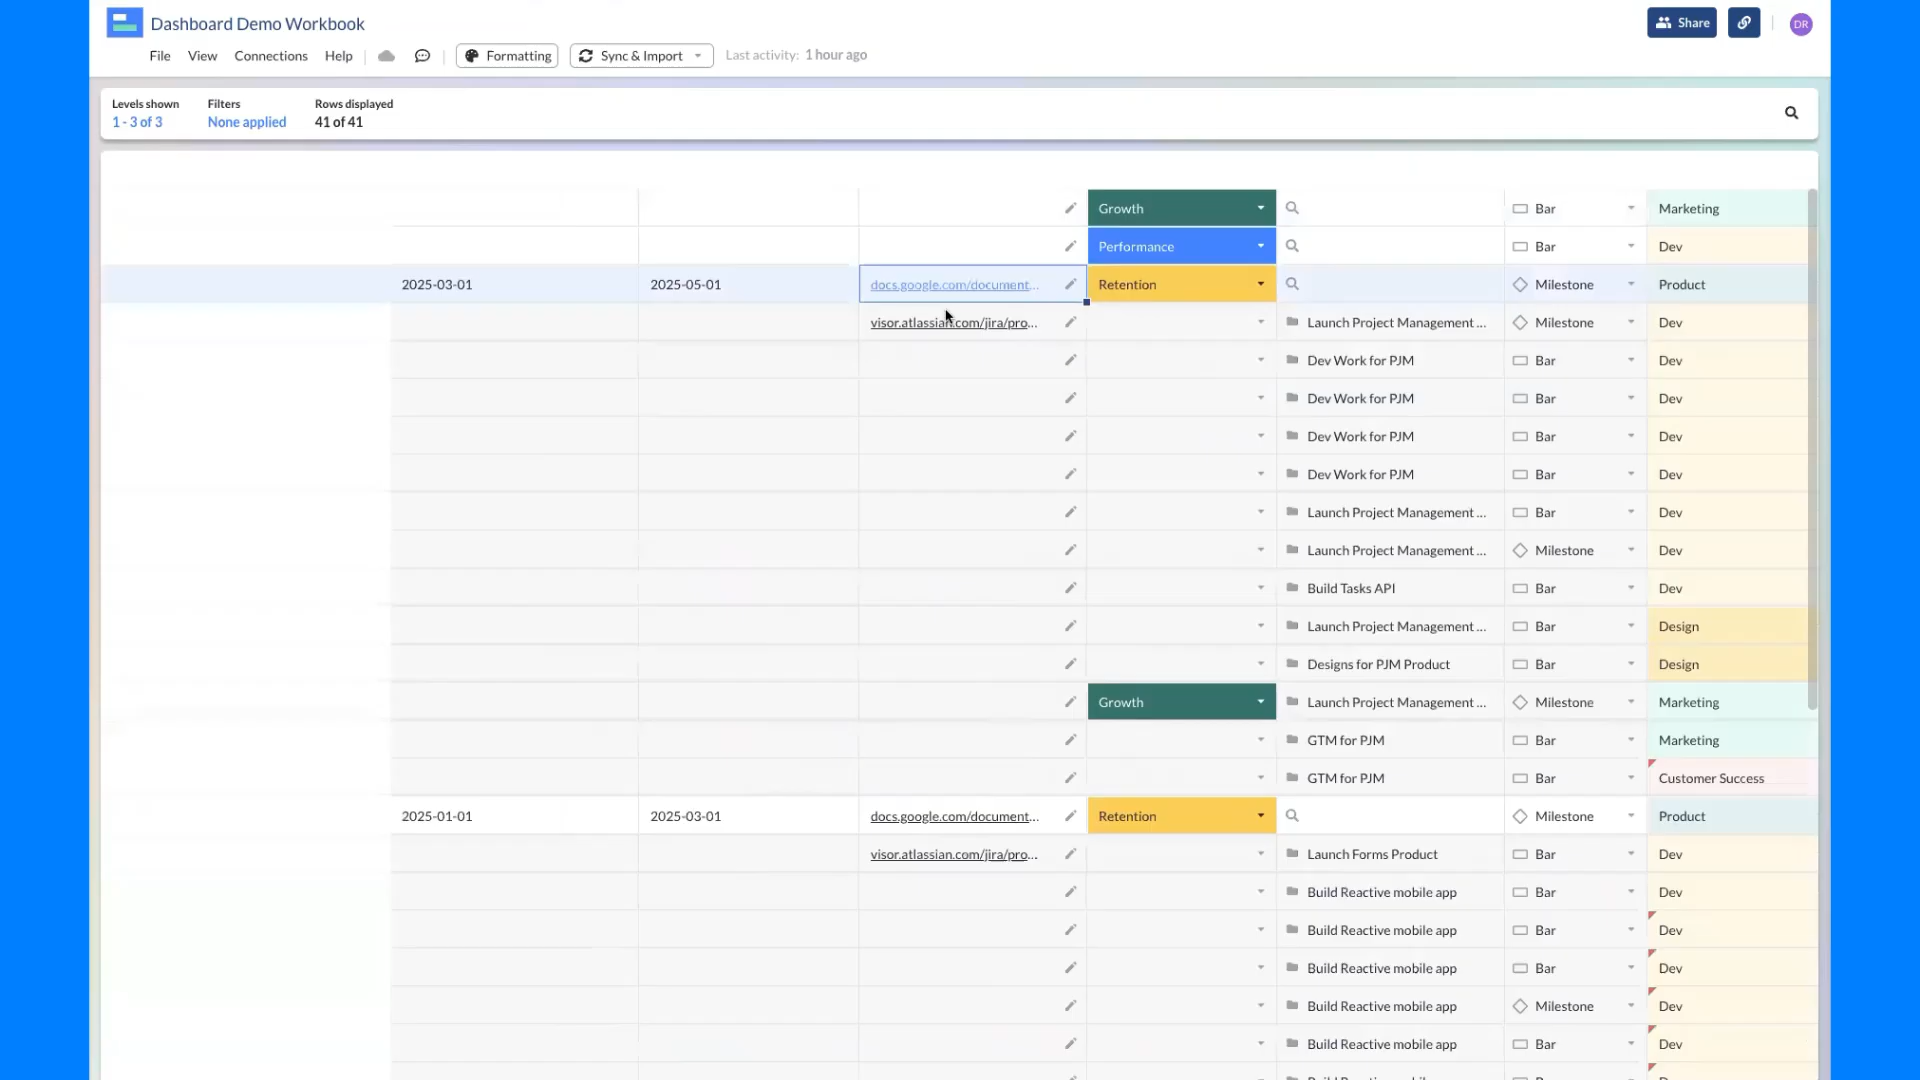 Dashboard Demo Workbook
Share
DR
File View Connections Help Formatting Sync & Import Last activity: 1 hour ago
Levels shown Filters Rows displayed
1 - 3 of 3 None applied 41 of 41
Growth Bar Marketing
Performance Bar Dev
2025-03-01 2025-05-01 docs.google.com/document... Retention Milestone Product
visor.atlassian.com/jira/pro... Launch Project Management ... Milestone Dev
Dev Work for PJM Bar Dev
Dev Work for PJM Bar Dev
Dev Work for PJM Bar Dev
Dev Work for PJM Bar Dev
Launch Project Management ... Bar Dev
Launch Project Management ... Milestone Dev
Build Tasks API Bar Dev
Launch Project Management ... Bar Design
Designs for PJM Product Bar Design
Growth Launch Project Management ... Milestone Marketing
GTM for PJM Bar Marketing
GTM for PJM Bar Customer Success
2025-01-01 2025-03-01 docs.google.com/document... Retention Milestone Product
visor.atlassian.com/jira/pro... Launch Forms Product Bar Dev
Build Reactive mobile app Bar Dev
Build Reactive mobile app Bar Dev
Build Reactive mobile app Bar Dev
Build Reactive mobile app Milestone Dev
Build Reactive mobile app Bar Dev